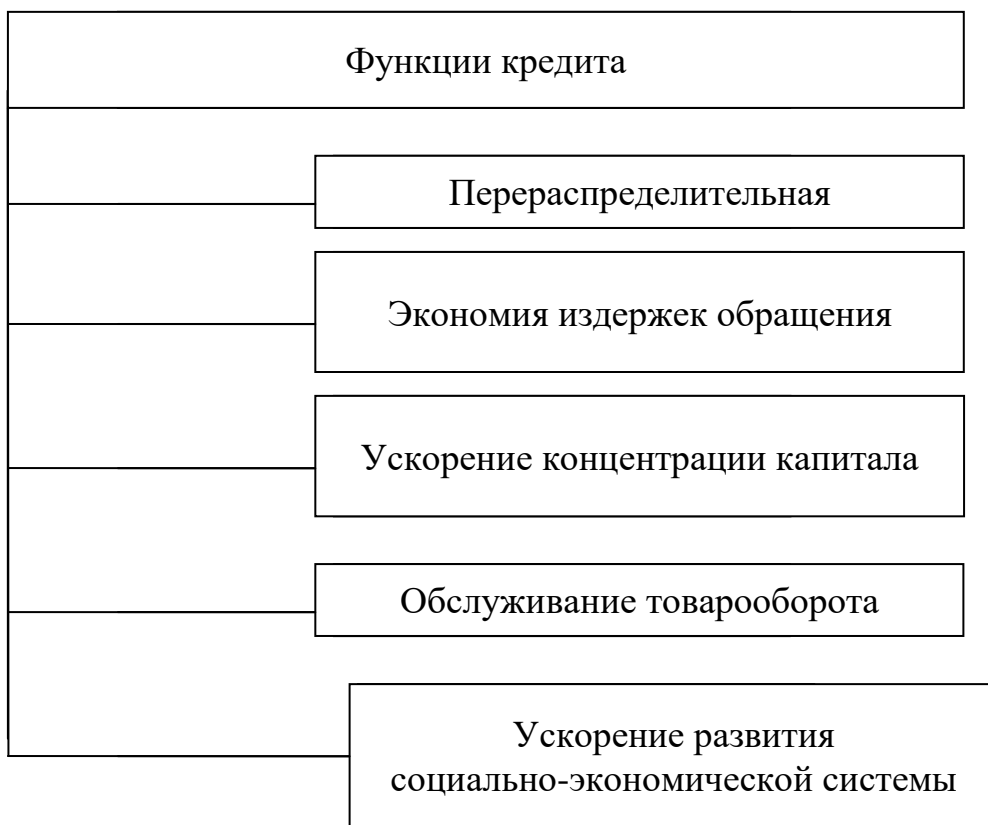 Функции кредита
Перераспределительная
Экономия издержек обращения
Ускорение концентрации капитала
Обслуживание товарооборота
Ускорение развития
социально-экономической системы